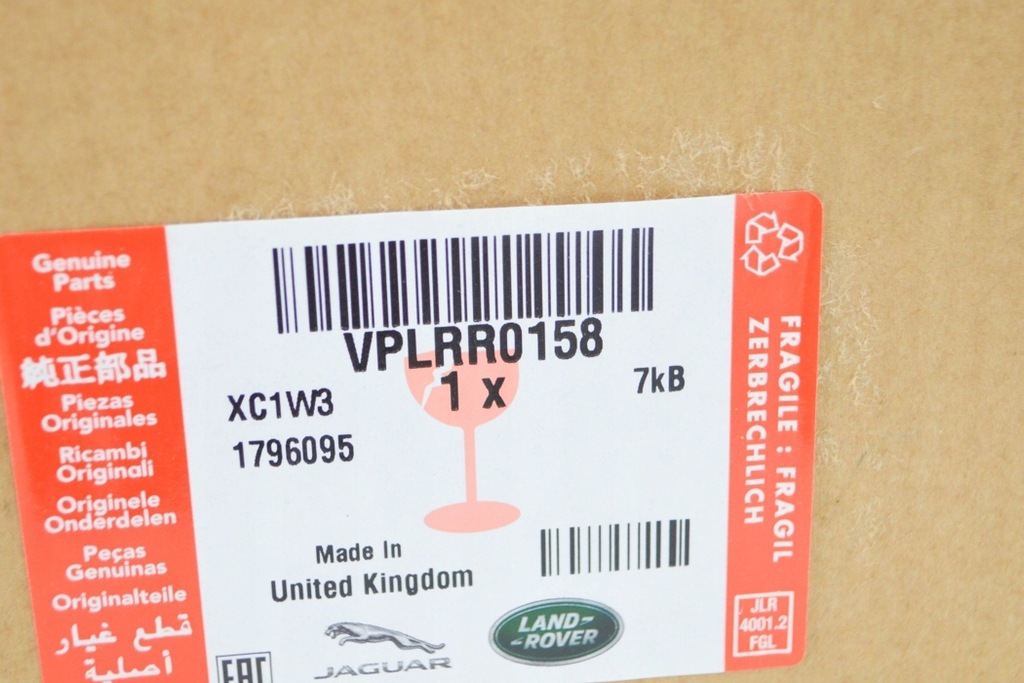 Genuine
Parts
Pièces
d'Origine
純正部品
Piezas
Originales
Ricambi
Originali
Originele
Onderdelen
Peças
Genuinas
Originalteile
قطع غيار
أصلية
VPLRR0158
1 x
7kB
XC1W3
1796095
Made In
United Kingdom
EAC
JAGUAR
LAND-
-ROVER
FRAGILE : FRAGIL
ZERBRECHLICH
JLR
4001.2
FGL